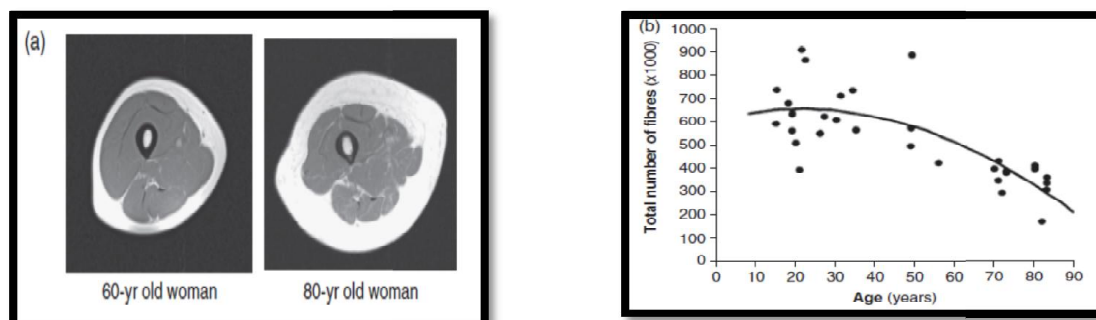 (a)
60-yr old woman
80-yr old woman
(b)
Total number of fibres (x1000)
1000
900
800
700
600
500
400
300
200
100
0
0 10 20 30 40 50 60 70 80 90
Age (years)